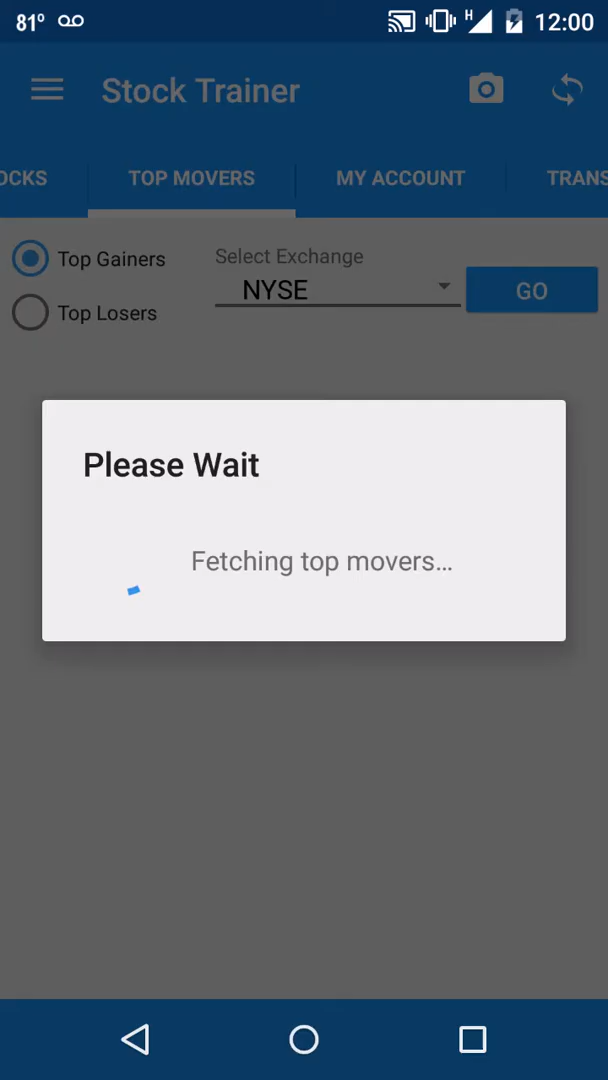 81° H 12:00
Stock Trainer
OCKS TOP MOVERS MY ACCOUNT TRANS
Top Gainers
Select Exchange
NYSE
GO
Top Losers
Please Wait
Fetching top movers…